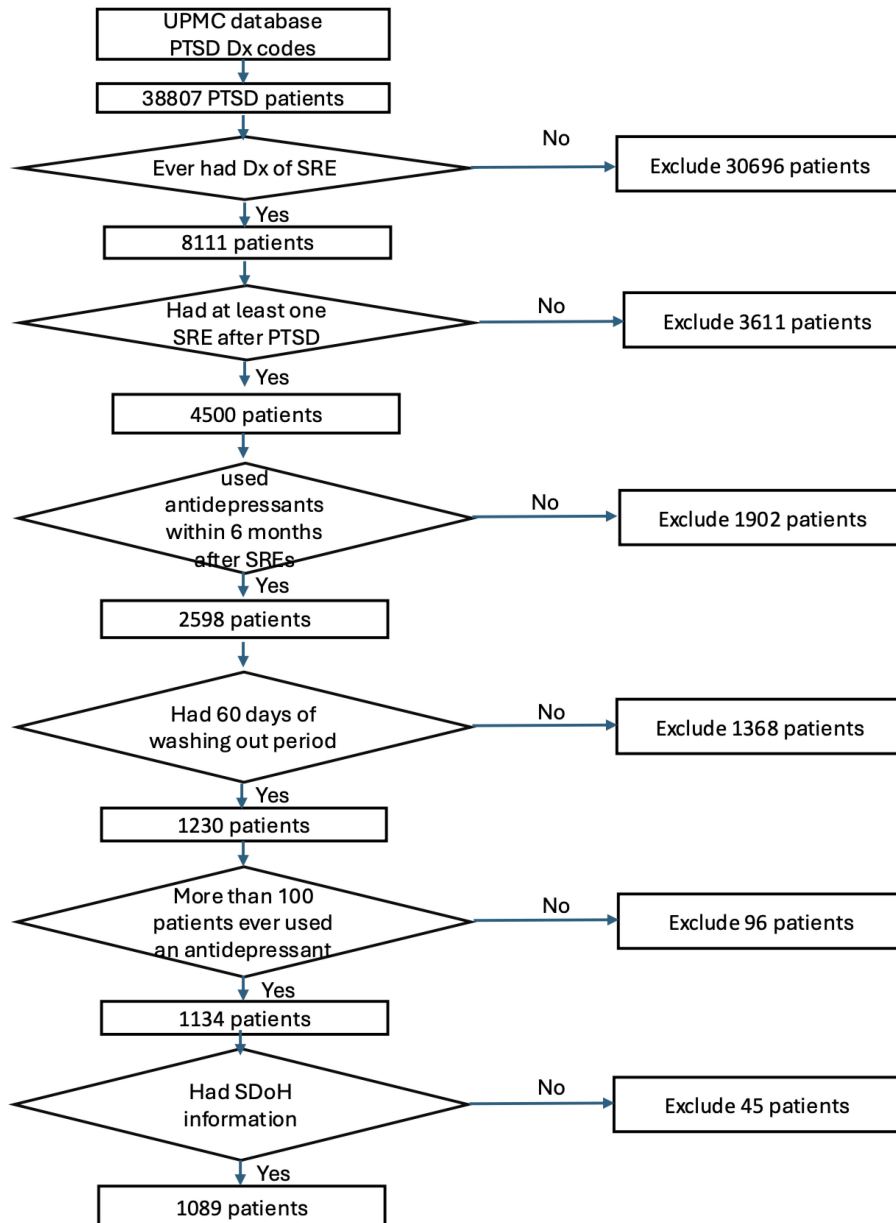 UPMC database
PTSD Dx codes
38807 PTSD patients
Ever had Dx of SRE
No
Exclude 30696 patients
Yes
8111 patients
Had at least one
SRE after PTSD
No
Exclude 3611 patients
Yes
4500 patients
used
antidepressants
within 6 months
after SREs
No
Exclude 1902 patients
Yes
2598 patients
Had 60 days of
washing out period
No
Exclude 1368 patients
Yes
1230 patients
More than 100
patients ever used
an antidepressant
No
Exclude 96 patients
Yes
1134 patients
Had SDoH
information
No
Exclude 45 patients
Yes
1089 patients